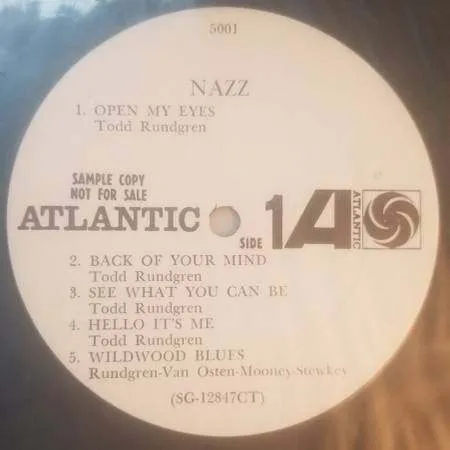 5001
NAZZ
1. OPEN MY EYES
Todd Rundgren
SAMPLE COPY
NOT FOR SALE
ATLANTIC
SIDE 1
A
ATLANTIC
2. BACK OF YOUR MIND
Todd Rundgren
3. SEE WHAT YOU CAN BE
Todd Rundgren
4. HELLO IT'S ME
Todd Rundgren
5. WILDWOOD BLUES
Rundgren-Van Osten-Mooney-Stewkey
(SG-12847CT)